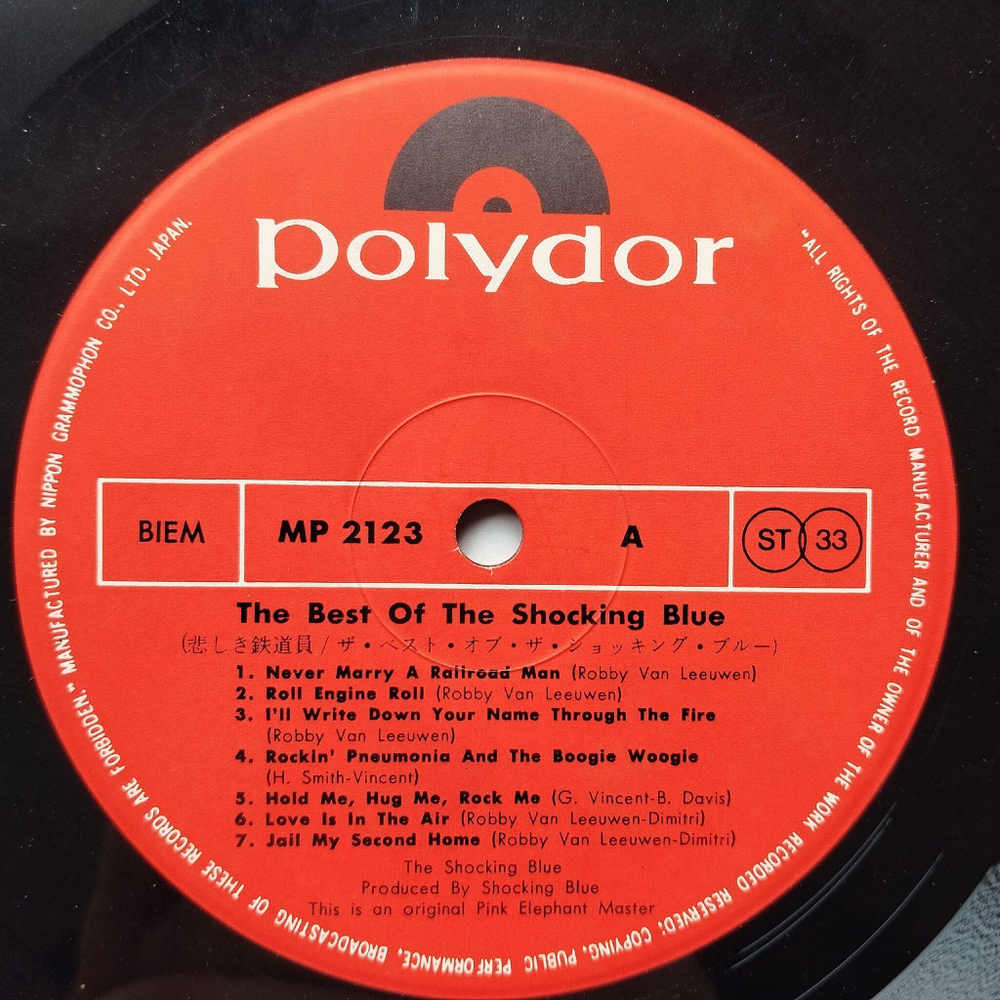 polydor
BIEM
MP 2123
A
ST 33
The Best Of The Shocking Blue
(悲しき鉄道員 / ザ・ベスト・オブ・ザ・ショッキング・ブルー)
1. Never Marry A Railroad Man (Robby Van Leeuwen)
2. Roll Engine Roll (Robby Van Leeuwen)
3. I'll Write Down Your Name Through The Fire
(Robby Van Leeuwen)
4. Rockin' Pneumonia And The Boogie Woogie
(H. Smith-Vincent)
5. Hold Me, Hug Me, Rock Me (G. Vincent-B. Davis)
6. Love Is In The Air (Robby Van Leeuwen-Dimitri)
7. Jail My Second Home (Robby Van Leeuwen-Dimitri)
The Shocking Blue
Produced By Shocking Blue
This is an original Pink Elephant Master
"ALL RIGHTS OF THE RECORD MANUFACTURER AND OF THE OWNER OF THE WORK RECORDED RESERVED; COPYING, PUBLIC PERFORMANCE, BROADCASTING OF THESE RECORDS ARE FORBIDDEN." MANUFACTURED BY NIPPON GRAMMOPHON CO., LTD. JAPAN.